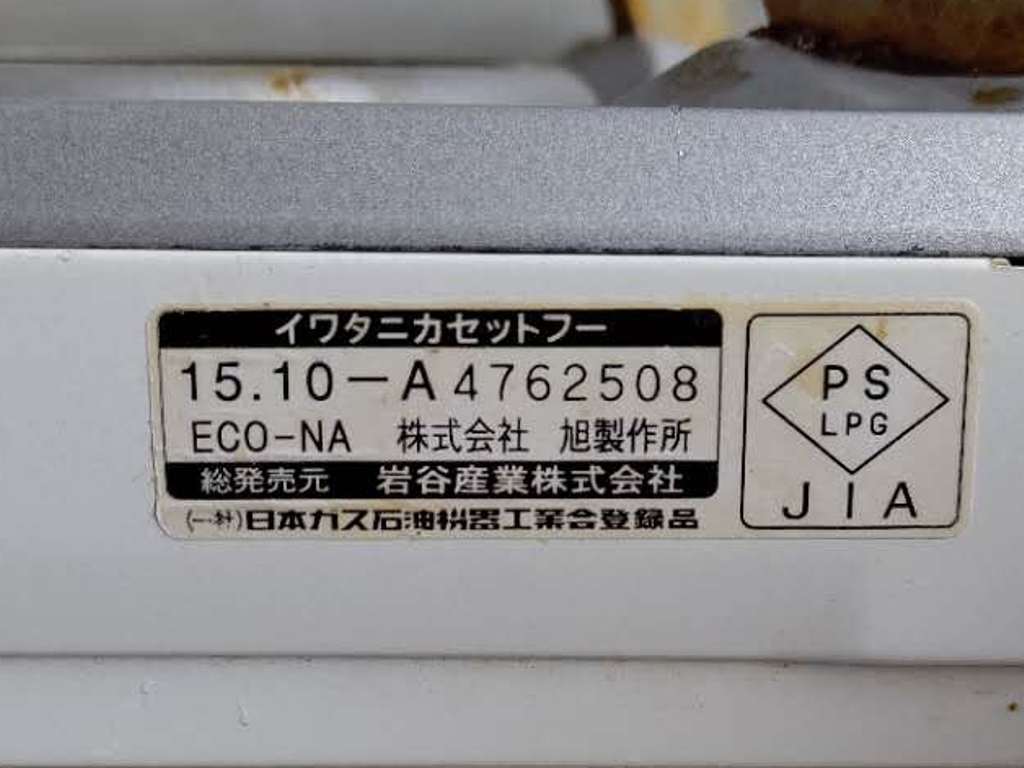 イワタニカセットフー
15.10-A4762508
ECO-NA 株式会社 旭製作所
総発売元 岩谷産業株式会社
(一社)日本ガス石油機器工業会登録品
PS
LPG
JIA